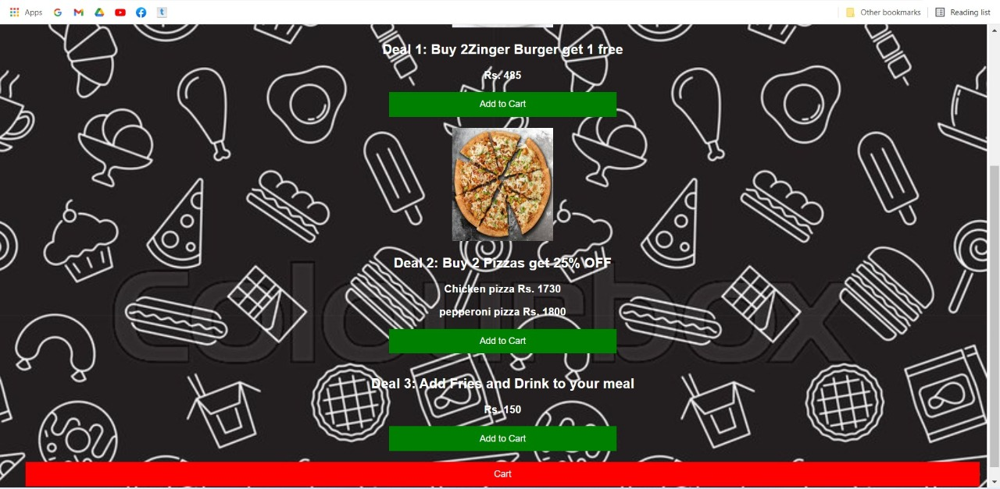 Apps
Other bookmarks
Reading list
Deal 1: Buy 2Zinger Burger get 1 free
Rs. 485
Add to Cart
Deal 2: Buy 2 Pizzas get 25% OFF
Chicken pizza Rs. 1730
pepperoni pizza Rs. 1800
Add to Cart
colourbox
Deal 3: Add Fries and Drink to your meal
Rs. 150
Add to Cart
Cart